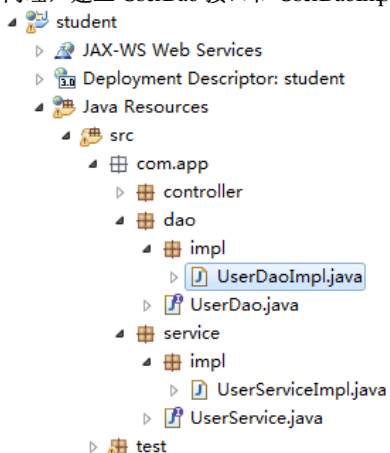 student
JAX-WS Web Services
Deployment Descriptor: student
Java Resources
src
com.app
controller
dao
impl
UserDaoImpl.java
UserDao.java
service
impl
UserServiceImpl.java
UserService.java
test